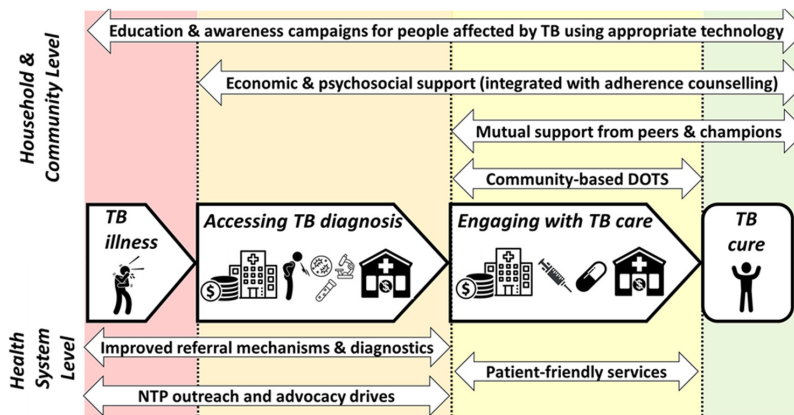 Household &
Community Level
Education & awareness campaigns for people affected by TB using appropriate technology
Economic & psychosocial support (integrated with adherence counselling)
Mutual support from peers & champions
Community-based DOTS
TB
illness
Accessing TB diagnosis
$
$
Engaging with TB care
$
$
TB
cure
Health
System
Level
Improved referral mechanisms & diagnostics
NTP outreach and advocacy drives
Patient-friendly services